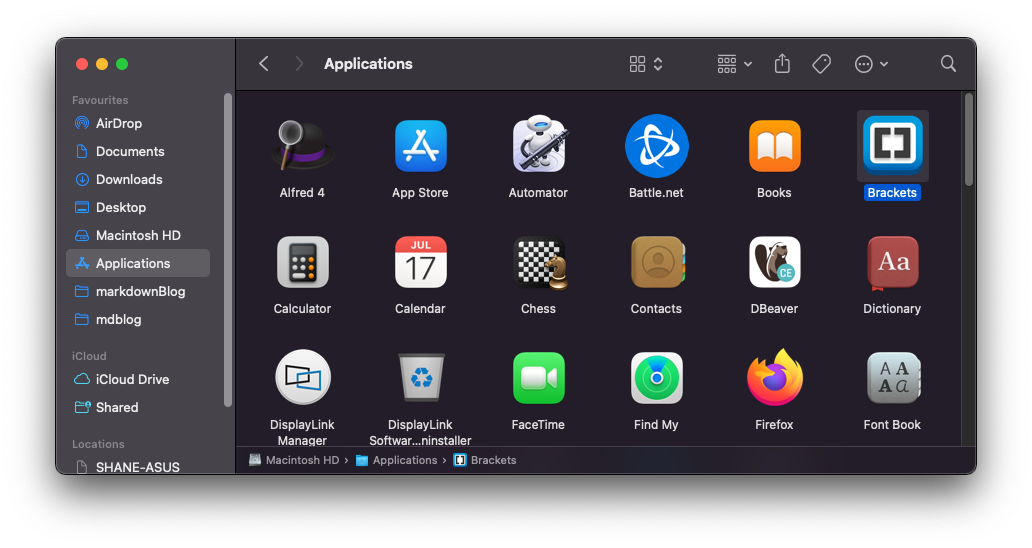 Applications
Favourites
AirDrop
Documents
Downloads
Desktop
Macintosh HD
Applications
markdownBlog
mdblog
iCloud
iCloud Drive
Shared
Locations
SHANE-ASUS
Alfred 4
App Store
Automator
Battle.net
Books
Brackets
JUL
17
Calculator
Calendar
Chess
Contacts
CE
DBeaver
Aa
Dictionary
DisplayLink
Manager
DisplayLink
Softwar...ninstaller
FaceTime
Find My
Firefox
A A
A a
Font Book
Macintosh HD › Applications › Brackets